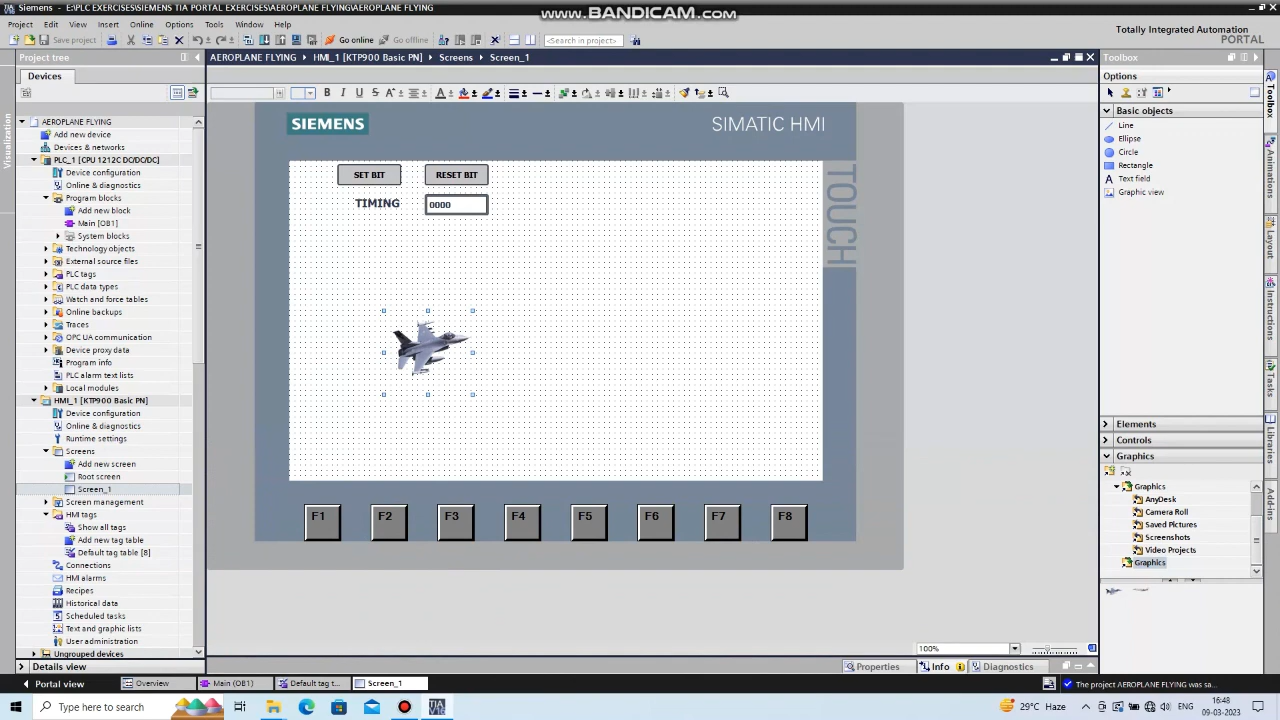 Siemens - E:\PLC EXERCISES\SIEMENS TIA PORTAL EXERCISES\AEROPLANE FLYING\AEROPLANE FLYING
www.BANDICAM.com
Project Edit View Insert Online Options Tools Window Help
Totally Integrated Automation
PORTAL
Save project
Go online
Go offline
<Search in project>
Project tree
AEROPLANE FLYING
HMI_1 [KTP900 Basic PN]
Screens
Screen_1
Toolbox
Devices
Options
Visualization
AEROPLANE FLYING
Add new device
Devices & networks
PLC_1 [CPU 1212C DC/DC/DC]
Device configuration
Online & diagnostics
Program blocks
Add new block
Main [OB1]
System blocks
Technology objects
External source files
PLC tags
PLC data types
Watch and force tables
Online backups
Traces
OPC UA communication
Device proxy data
Program info
PLC alarm text lists
Local modules
HMI_1 [KTP900 Basic PN]
Device configuration
Online & diagnostics
Runtime settings
Screens
Add new screen
Root screen
Screen_1
Screen management
HMI tags
Show all tags
Add new tag table
Default tag table [8]
Connections
HMI alarms
Recipes
Historical data
Scheduled tasks
Text and graphic lists
User administration
Ungrouped devices
Details view
B I U S A A
SIEMENS
SIMATIC HMI
TOUCH
SET BIT
RESET BIT
TIMING
0000
F1 F2 F3 F4 F5 F6 F7 F8
100%
Properties
Info
Diagnostics
Basic objects
Line
Ellipse
Circle
Rectangle
Text field
Graphic view
Elements
Controls
Graphics
Graphics
AnyDesk
Camera Roll
Saved Pictures
Screenshots
Video Projects
Graphics
Toolbox
Animations
Layout
Instructions
Tasks
Libraries
Add-ins
Portal view
Overview
Main (OB1)
Default tag t...
Screen_1
The project AEROPLANE FLYING was sa...
Type here to search
29°C Haze
ENG
16:48
09-03-2023